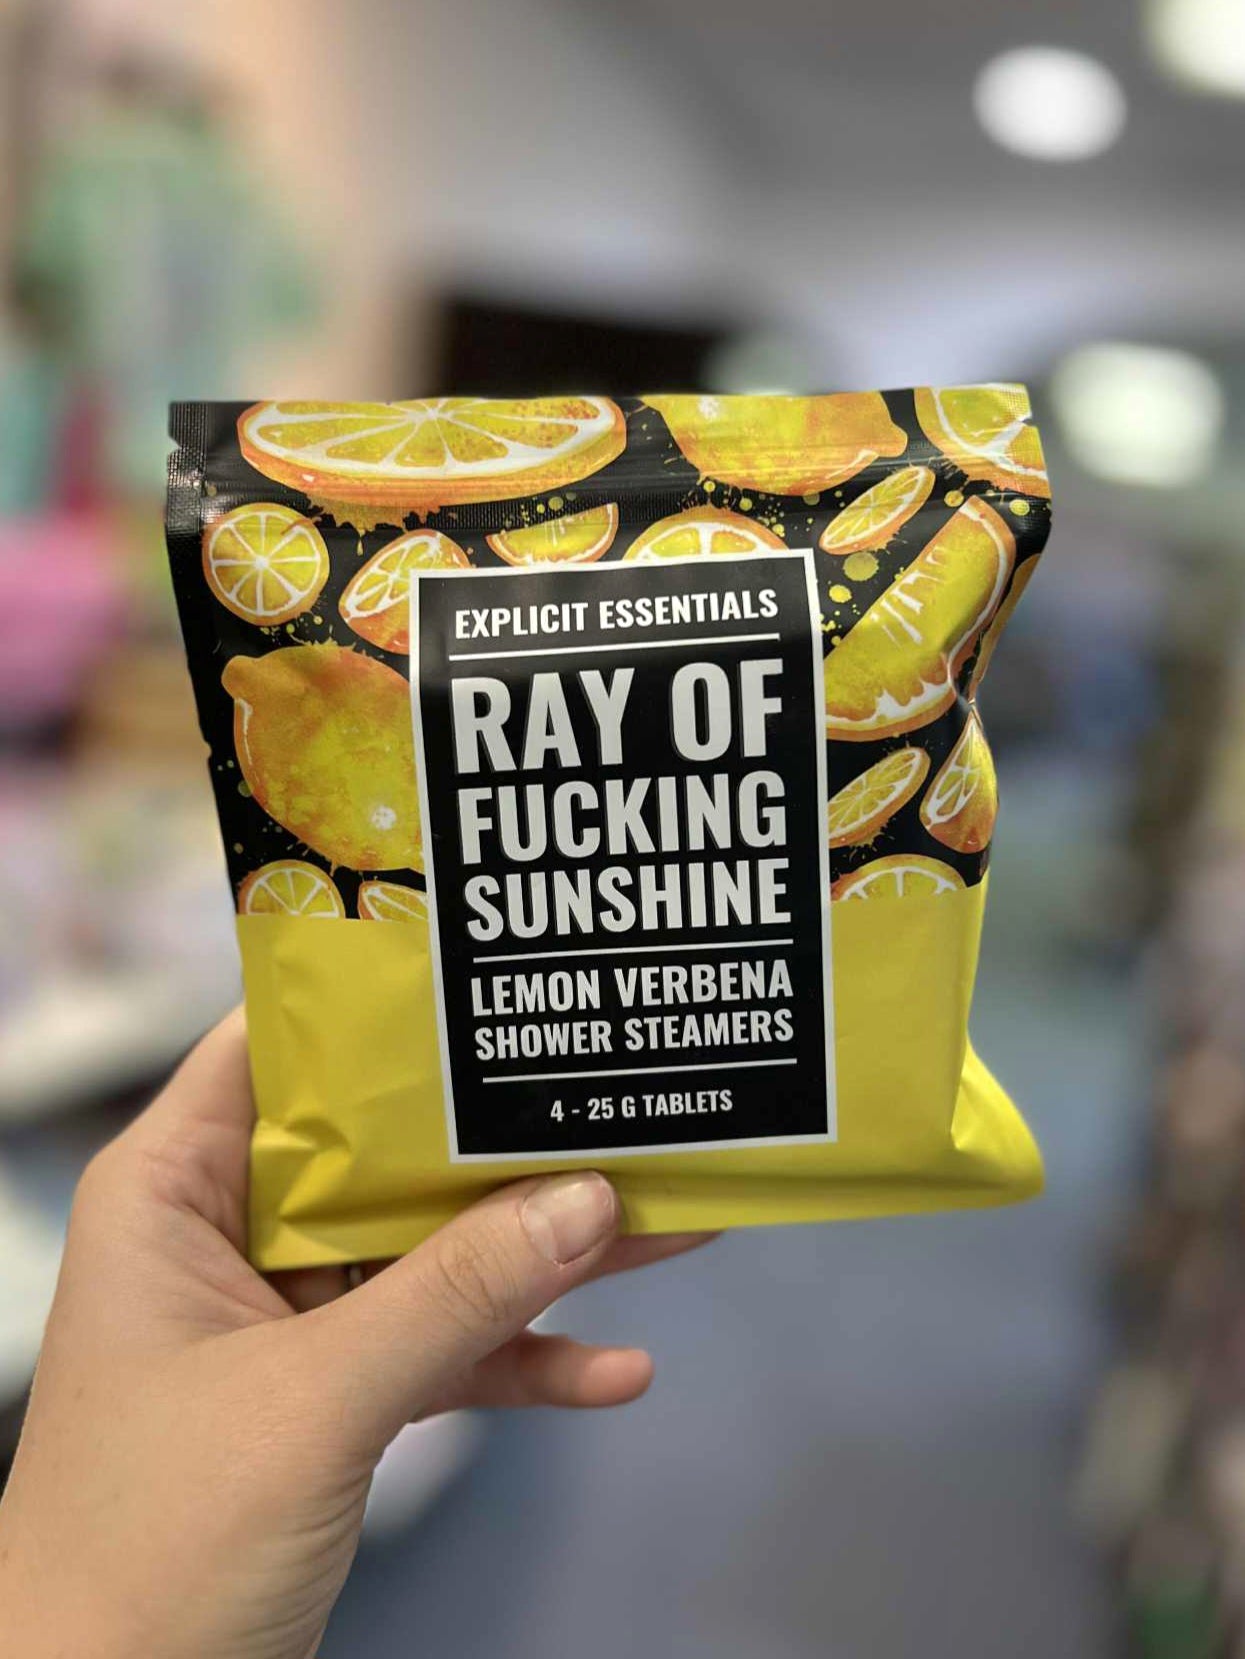 EXPLICIT ESSENTIALS
RAY OF
FUCKING
SUNSHINE
LEMON VERBENA
SHOWER STEAMERS
4 - 25 G TABLETS